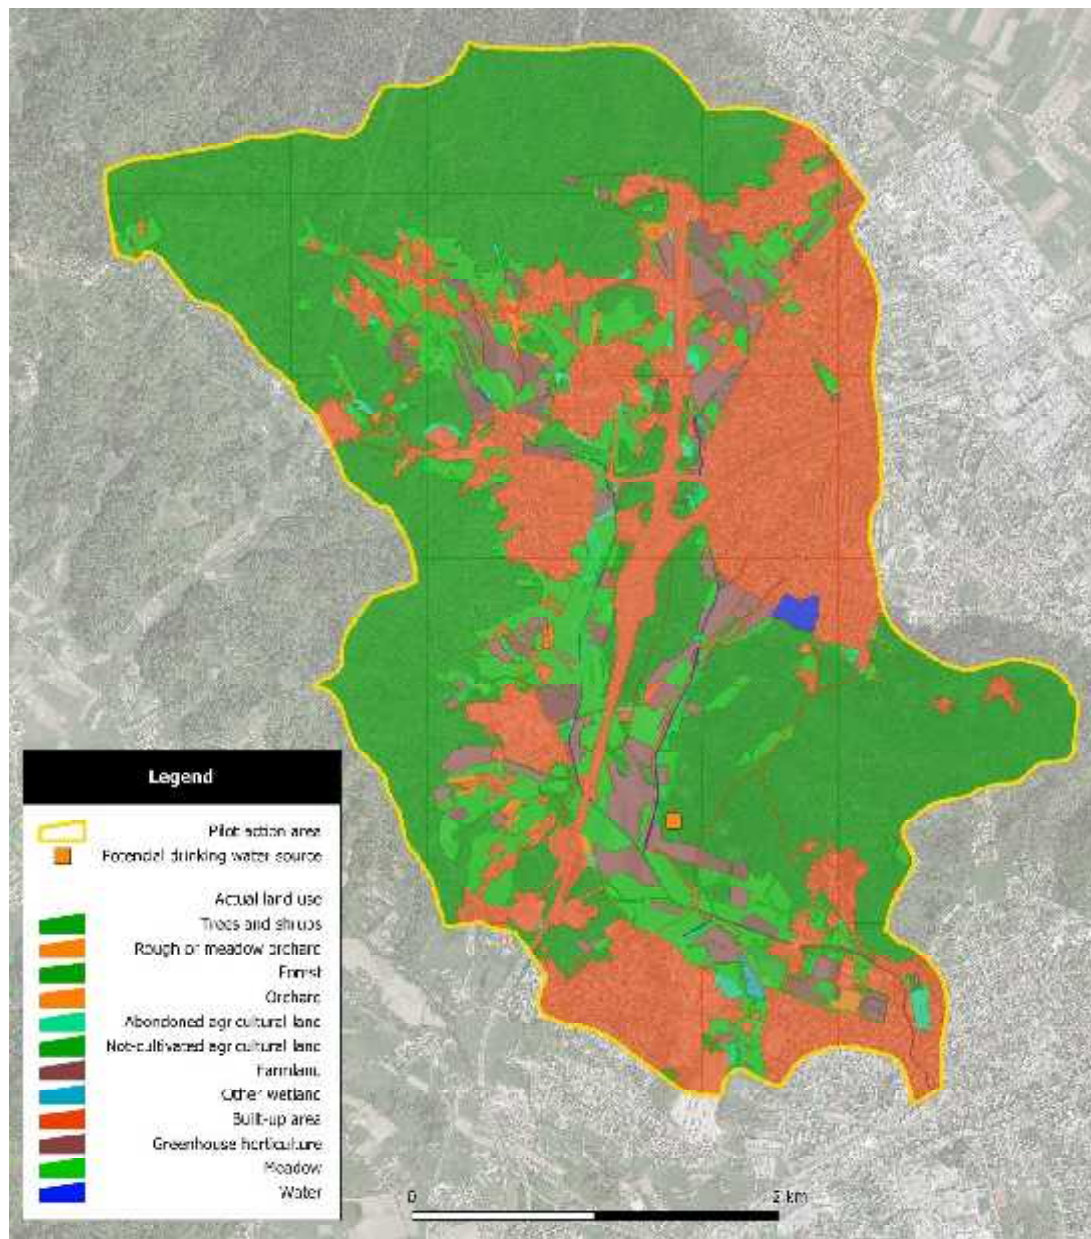 Legend
Pilot action area
Potencial drinking water source
Actual land use
Trees and shrubs
Rough or meadow orchard
Forest
Orchard
Abandoned agricultural land
Not-cultivated agricultural land
Farmland
Other wetland
Built-up area
Greenhouse horticulture
Meadow
Water
0
2 km